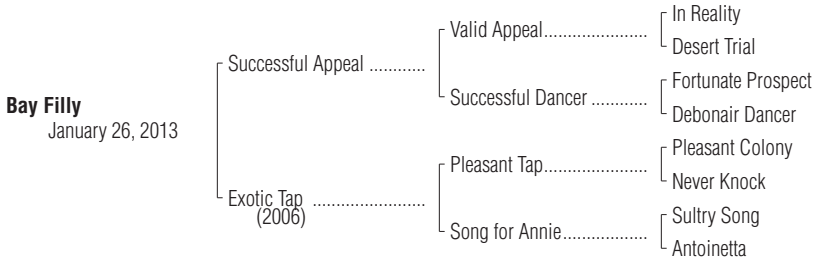 In Reality
Valid Appeal
Desert Trial
Successful Appeal
Fortunate Prospect
Successful Dancer
Debonair Dancer
Bay Filly
January 26, 2013
Pleasant Colony
Pleasant Tap
Never Knock
Exotic Tap
(2006)
Sultry Song
Song for Annie
Antoinetta